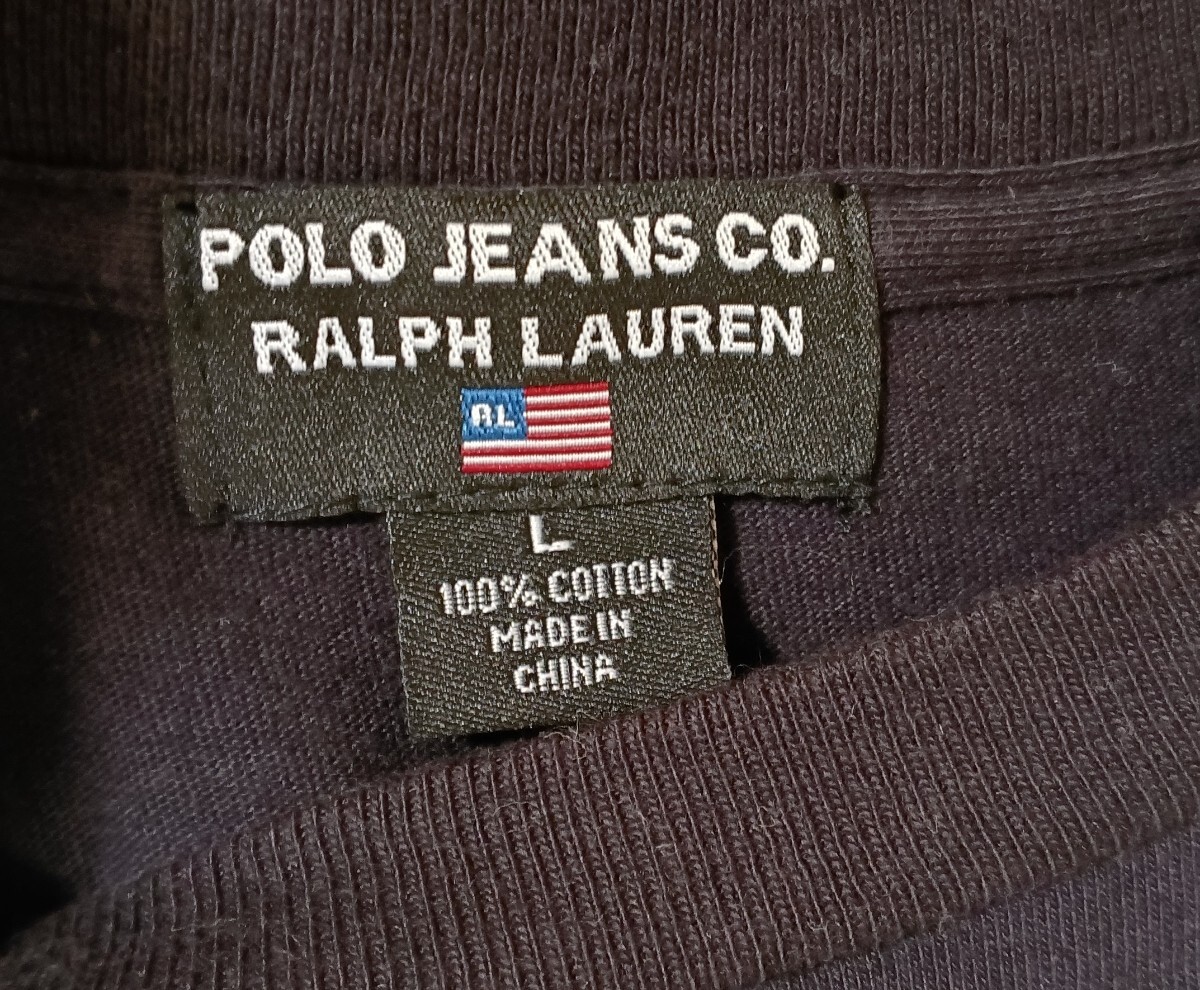 POLO JEANS CO.
RALPH LAUREN
RL
L
100% COTTON
MADE IN
CHINA